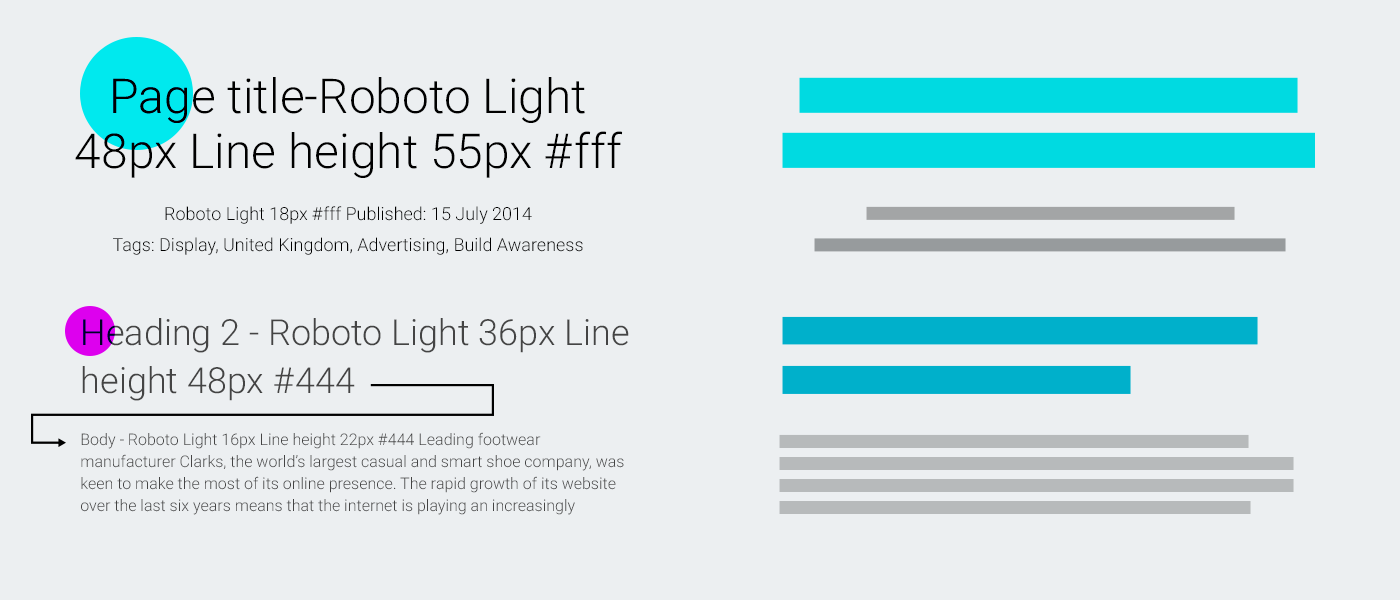 Page title-Roboto Light
48px Line height 55px #fff
Roboto Light 18px #fff Published: 15 July 2014
Tags: Display, United Kingdom, Advertising, Build Awareness
Heading 2 - Roboto Light 36px Line
height 48px #444
Body - Roboto Light 16px Line height 22px #444 Leading footwear
manufacturer Clarks, the world’s largest casual and smart shoe company, was
keen to make the most of its online presence. The rapid growth of its website
over the last six years means that the internet is playing an increasingly